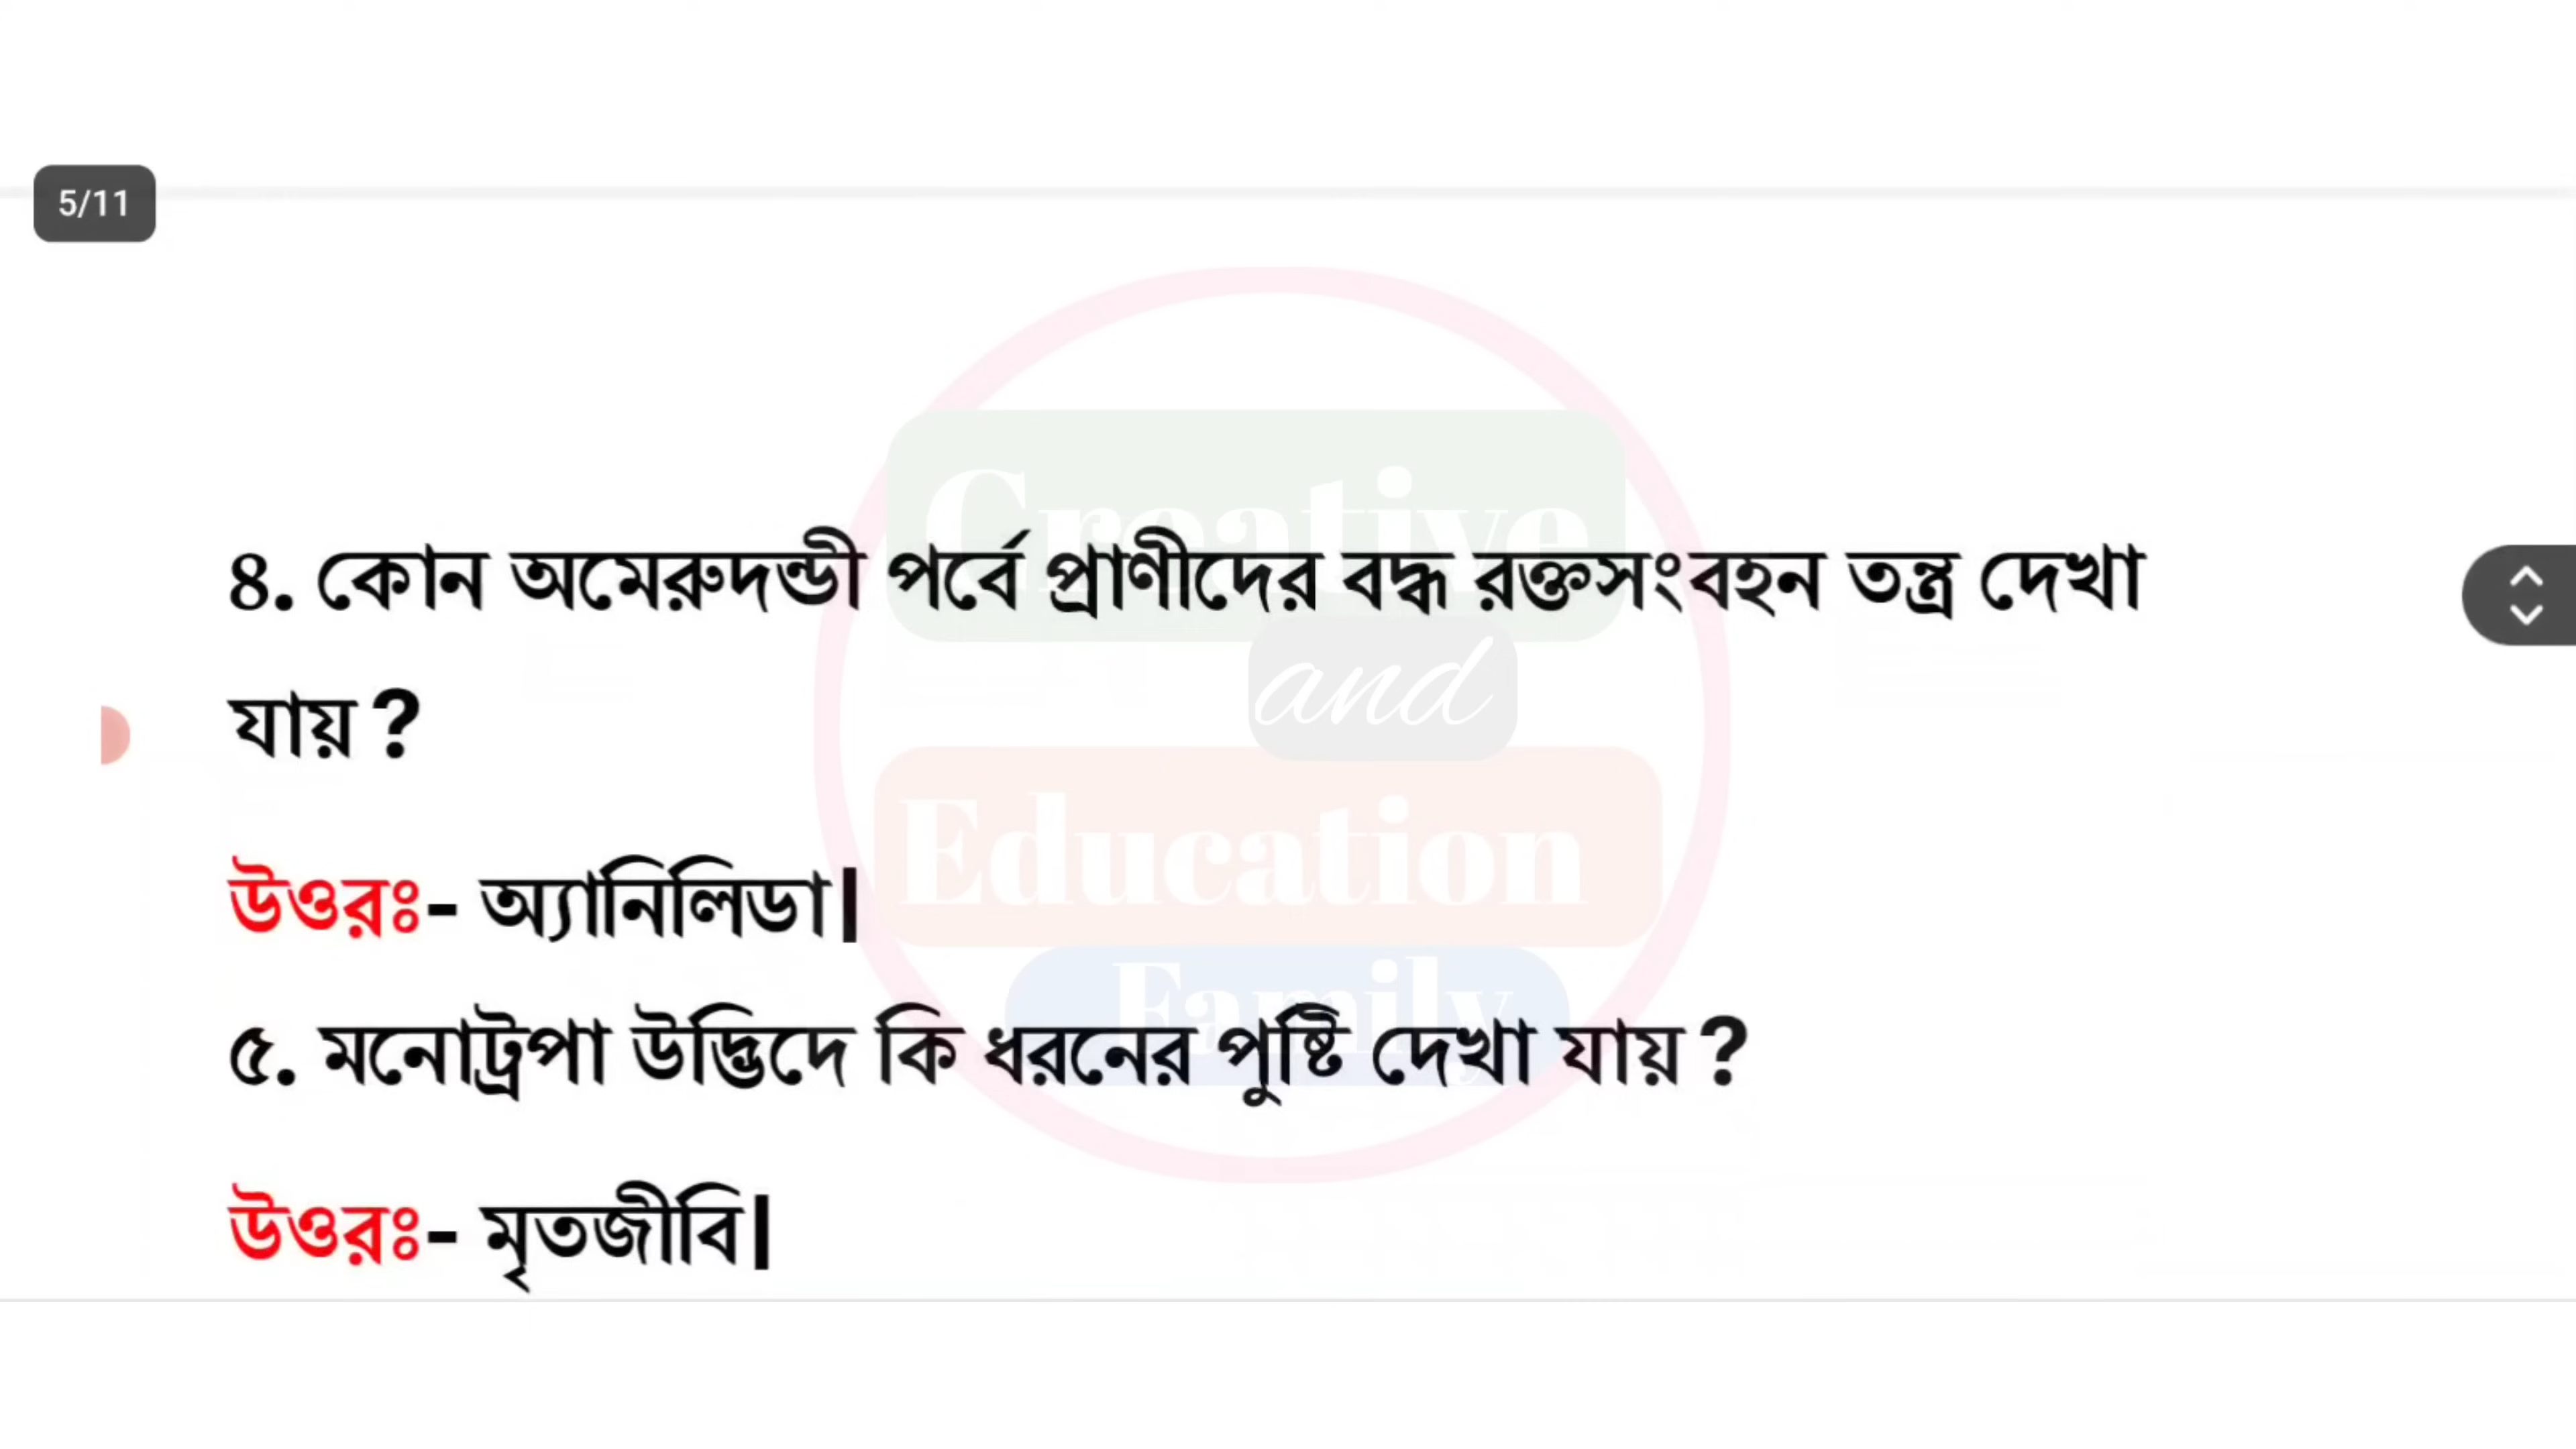 5/11
Creative
৪. কোন অমেরুদন্ডী পর্বে প্রাণীদের বদ্ধ রক্তসংবহন তন্ত্র দেখা
and
যায় ?
Education
উওরঃ- অ্যানিলিডা।
Family
৫. মনোট্রপা উদ্ভিদে কি ধরনের পুষ্টি দেখা যায় ?
উওরঃ- মৃতজীবি।